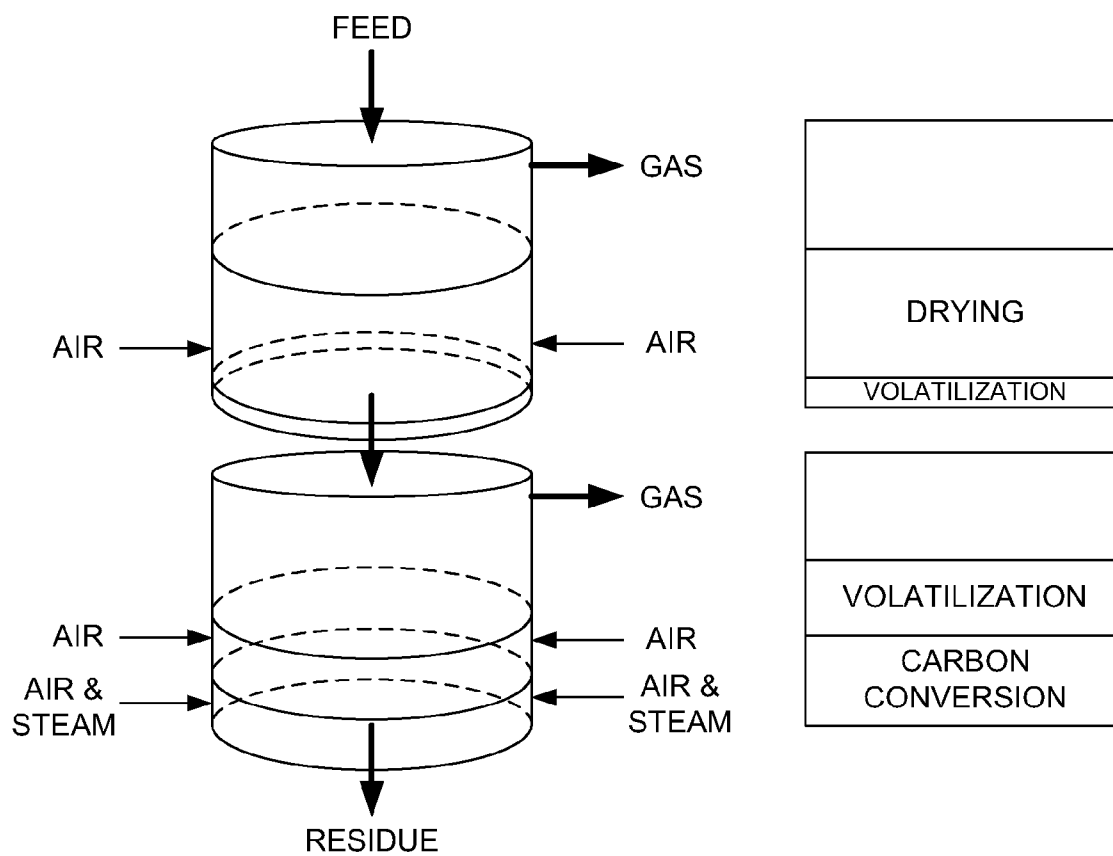 FEED
GAS
DRYING
AIR
AIR
VOLATILIZATION
GAS
VOLATILIZATION
AIR
AIR
CARBON
CONVERSION
AIR &
STEAM
AIR &
STEAM
RESIDUE